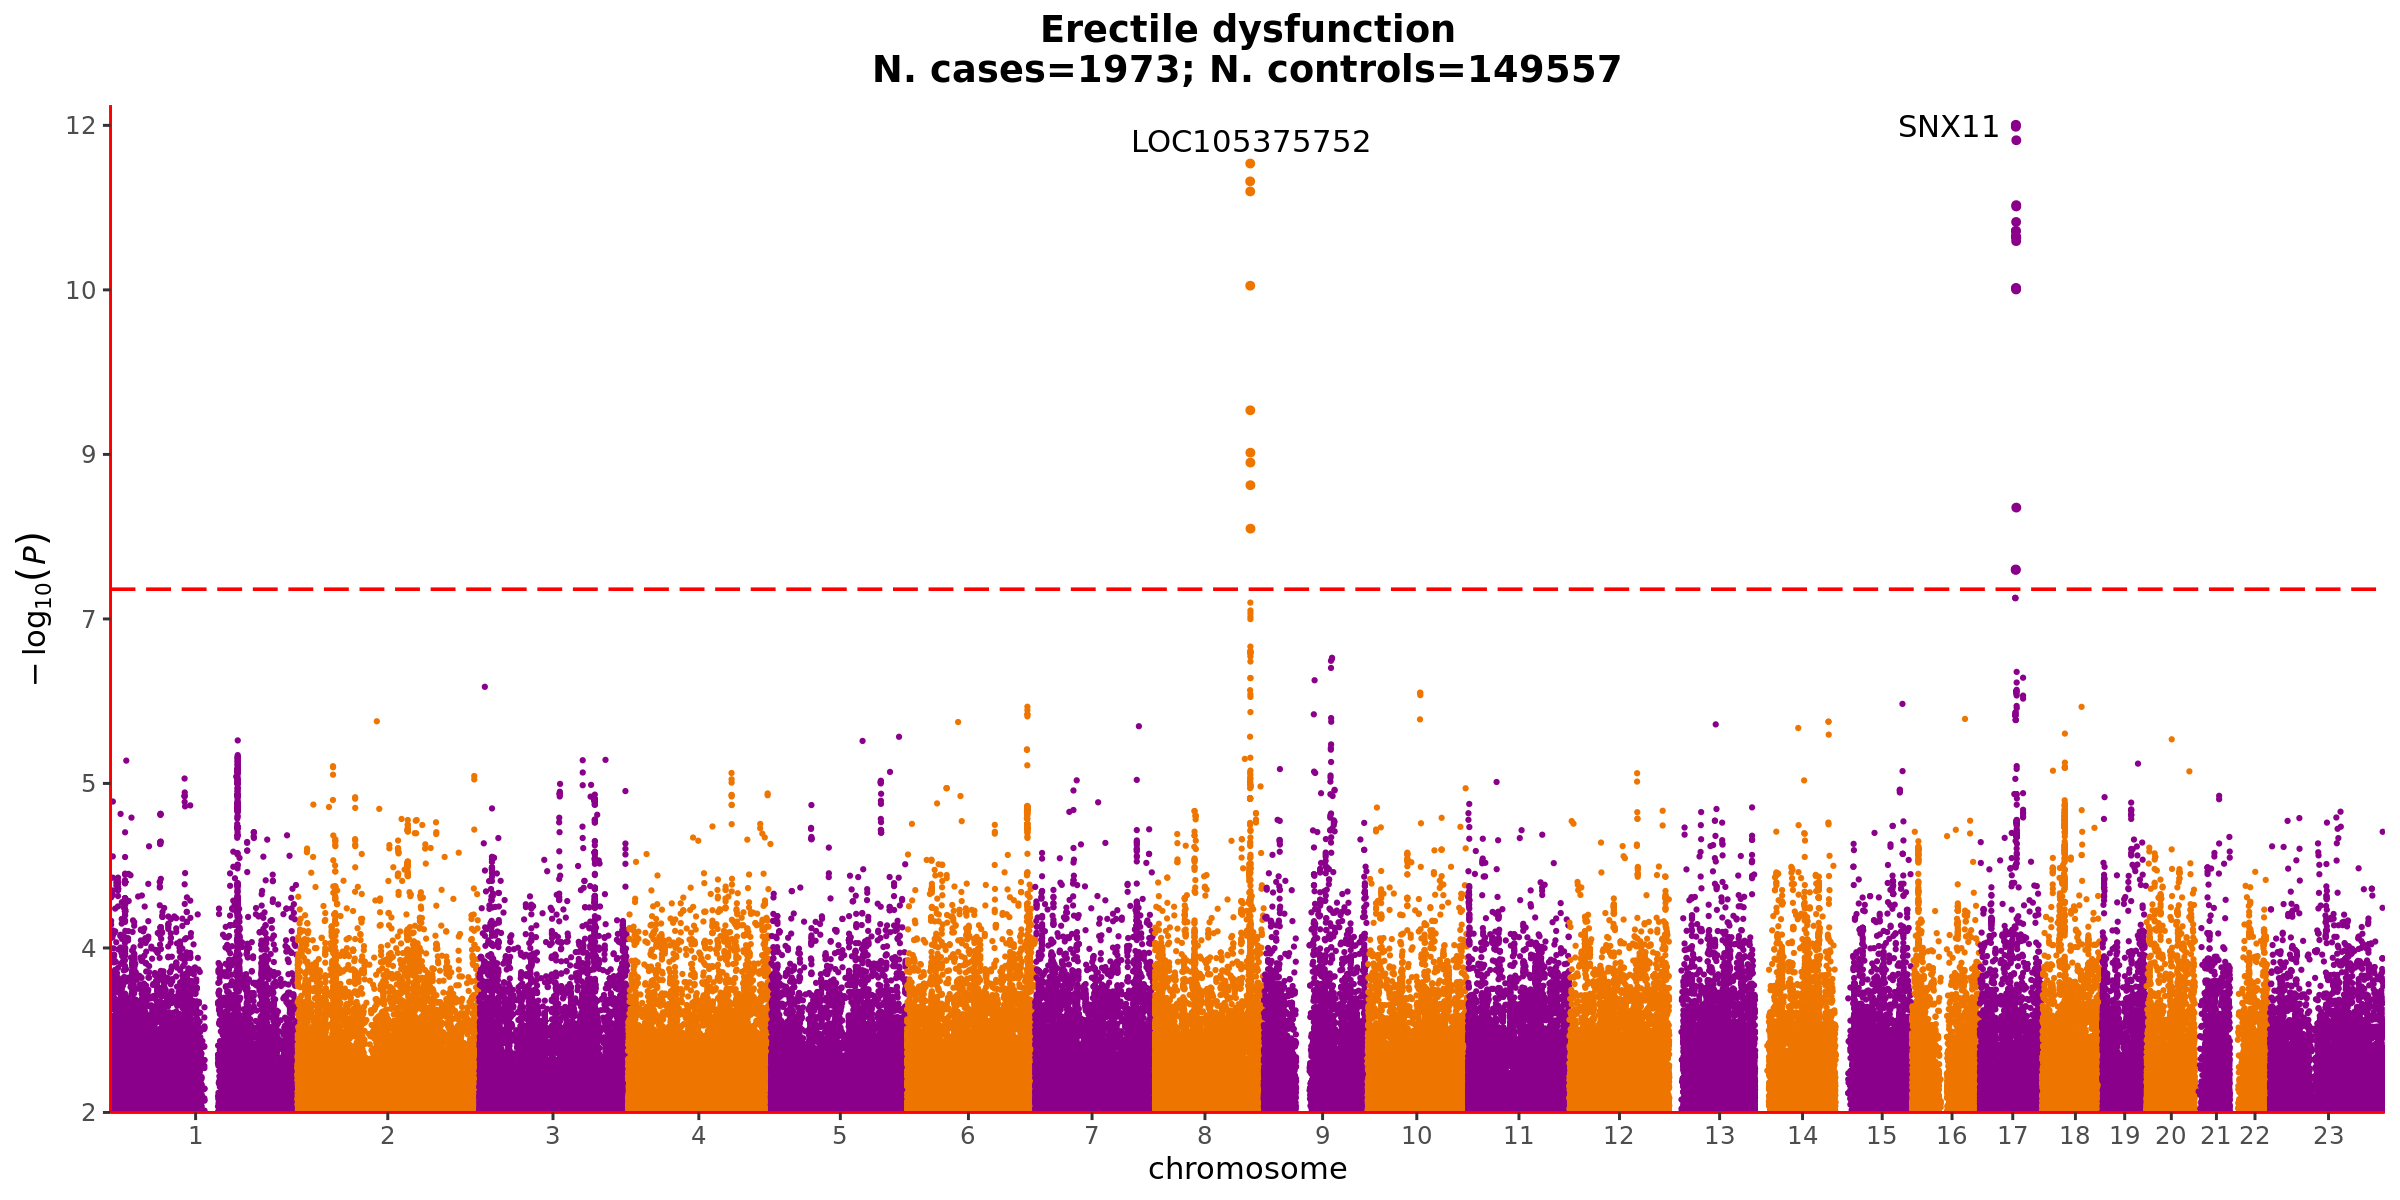 Erectile dysfunction
N. cases=1973; N. controls=149557
12
LOC105375752
SNX11
10
9
7
5
4
2
−log₁₀(P)
1 2 3 4 5 6 7 8 9 10 11 12 13 14 15 16 17 18 19 20 21 22 23
chromosome